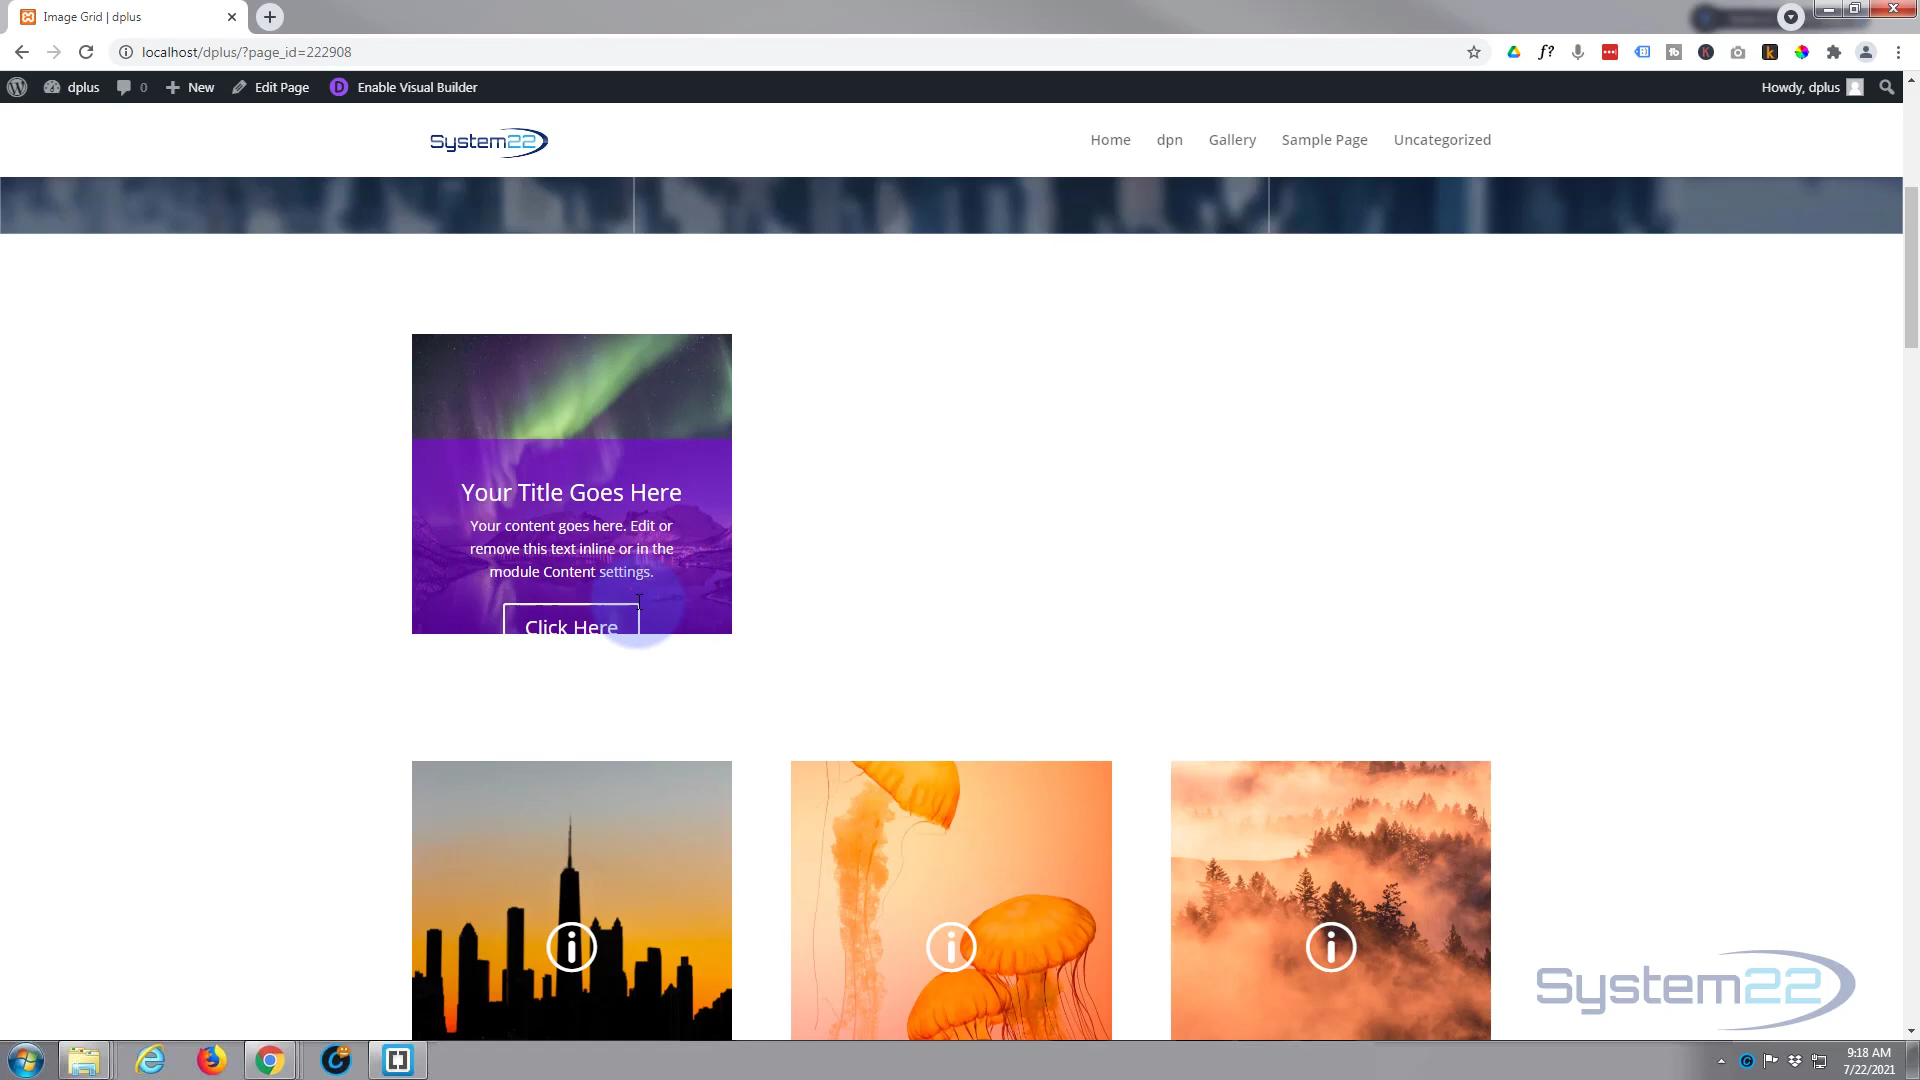 Image Grid | dplus
localhost/dplus/?page_id=222908
dplus 0 New Edit Page D Enable Visual Builder Howdy, dplus
System22 Home dpn Gallery Sample Page Uncategorized
Your Title Goes Here
Your content goes here. Edit or
remove this text inline or in the
module Content settings.
Click Here
System22
9:18 AM
7/22/2021